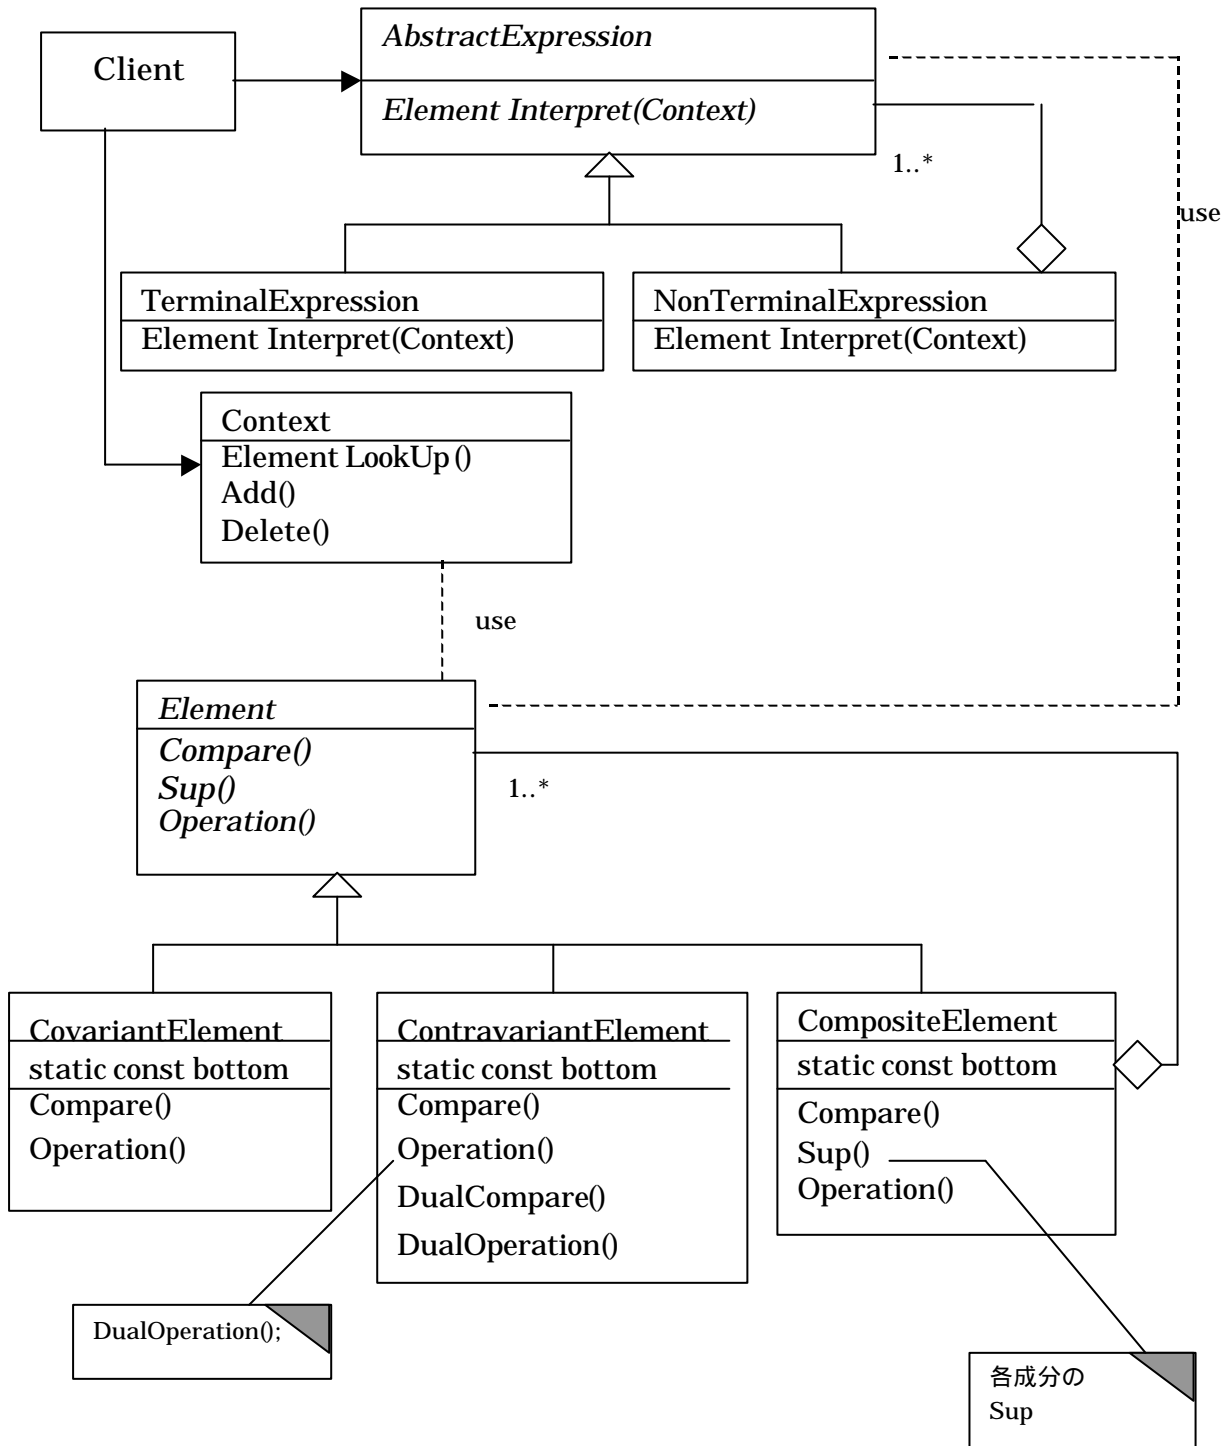 Client
AbstractExpression
Element Interpret(Context)
1..*
use
TerminalExpression
Element Interpret(Context)
NonTerminalExpression
Element Interpret(Context)
Context
Element LookUp()
Add()
Delete()
use
Element
Compare()
Sup()
Operation()
1..*
CovariantElement
static const bottom
Compare()
Operation()
ContravariantElement
static const bottom
Compare()
Operation()
DualCompare()
DualOperation()
CompositeElement
static const bottom
Compare()
Sup()
Operation()
DualOperation();
各成分の
Sup